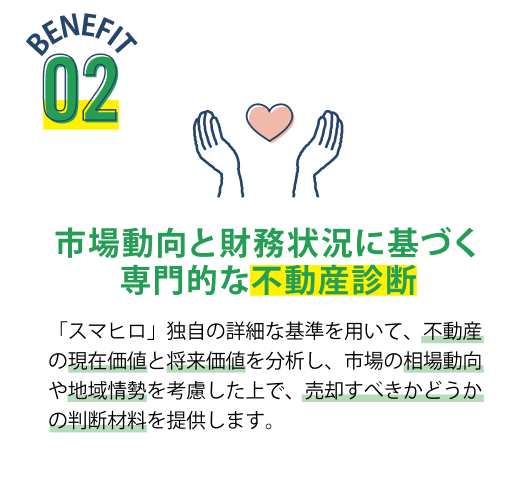 BENEFIT
02
市場動向と財務状況に基づく
専門的な不動産診断
「スマヒロ」独自の詳細な基準を用いて、不動産
の現在価値と将来価値を分析し、市場の相場動向
や地域情勢を考慮した上で、売却すべきかどうか
の判断材料を提供します。